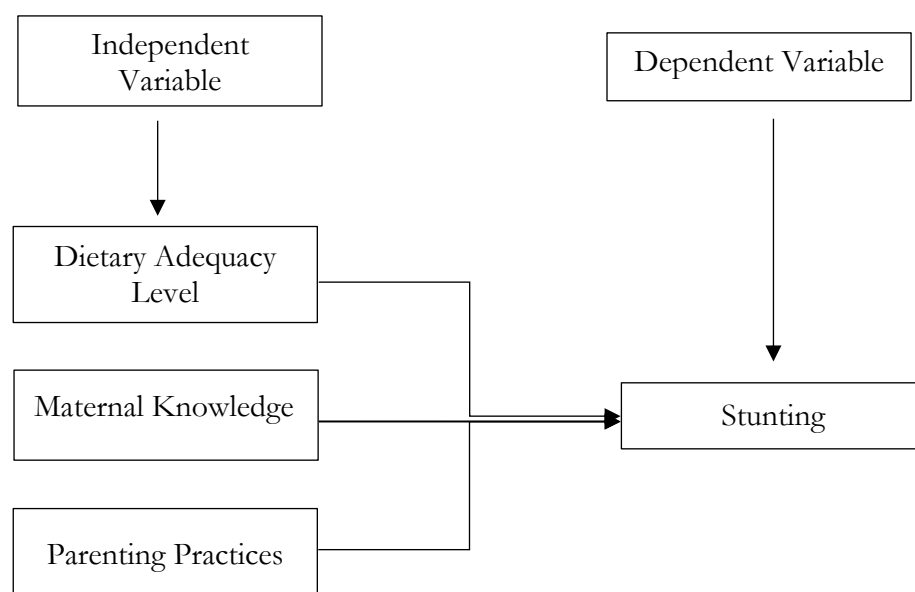 Independent
Variable
Dependent Variable
Dietary Adequacy
Level
Maternal Knowledge
Stunting
Parenting Practices